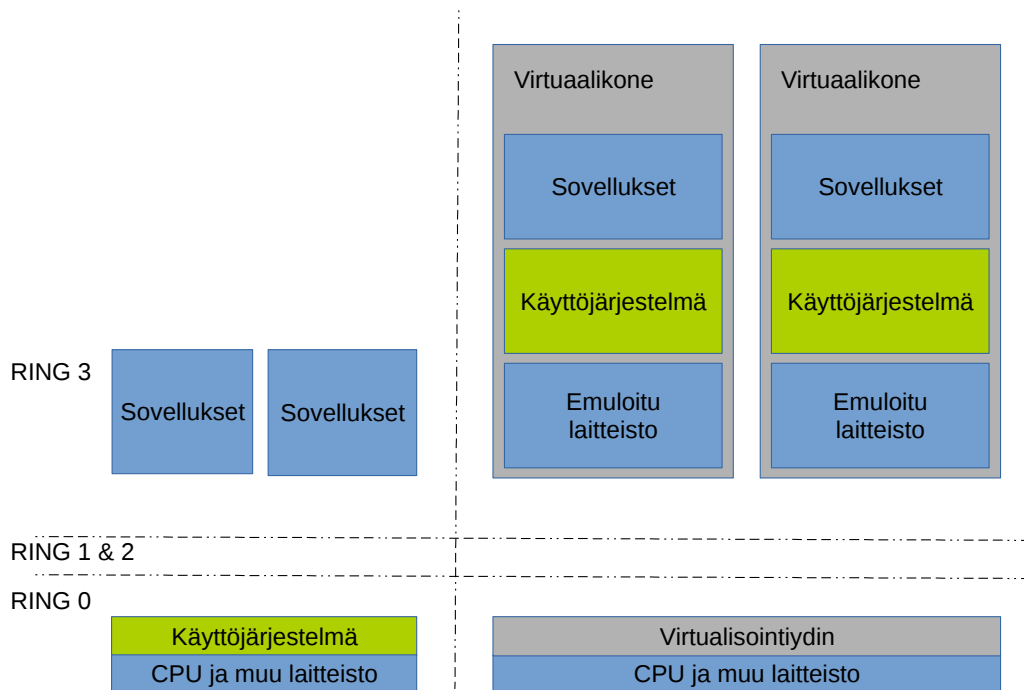 Virtuaalikone
Virtuaalikone
Sovellukset
Sovellukset
Käyttöjärjestelmä
Käyttöjärjestelmä
RING 3
Sovellukset
Sovellukset
Emuloitu
laitteisto
Emuloitu
laitteisto
RING 1 & 2
RING 0
Käyttöjärjestelmä
Virtualisointiydin
CPU ja muu laitteisto
CPU ja muu laitteisto